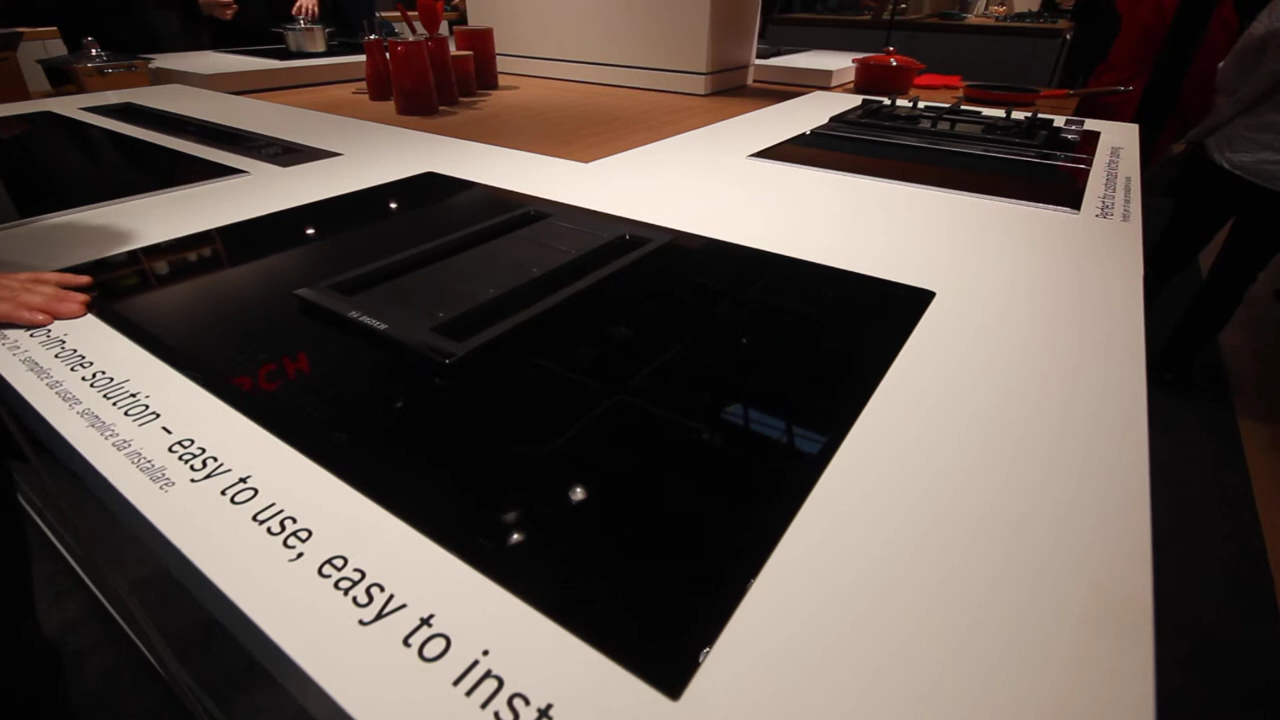 -in-one solution – easy to use, easy to inst
2 in 1: semplice da usare, semplice da installare.
BOSCH
CH
Perfect for customized kitchen planning